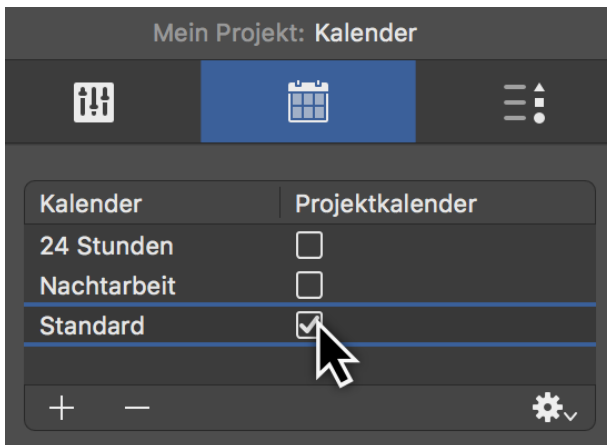 Mein Projekt: Kalender
Kalender Projektkalender
24 Stunden
Nachtarbeit
Standard